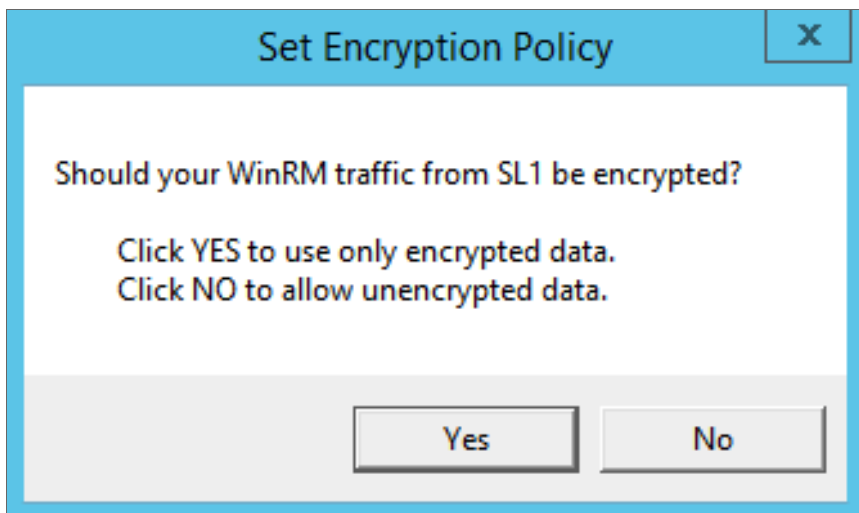 Set Encryption Policy
x
Should your WinRM traffic from SL1 be encrypted?
Click YES to use only encrypted data.
Click NO to allow unencrypted data.
Yes
No